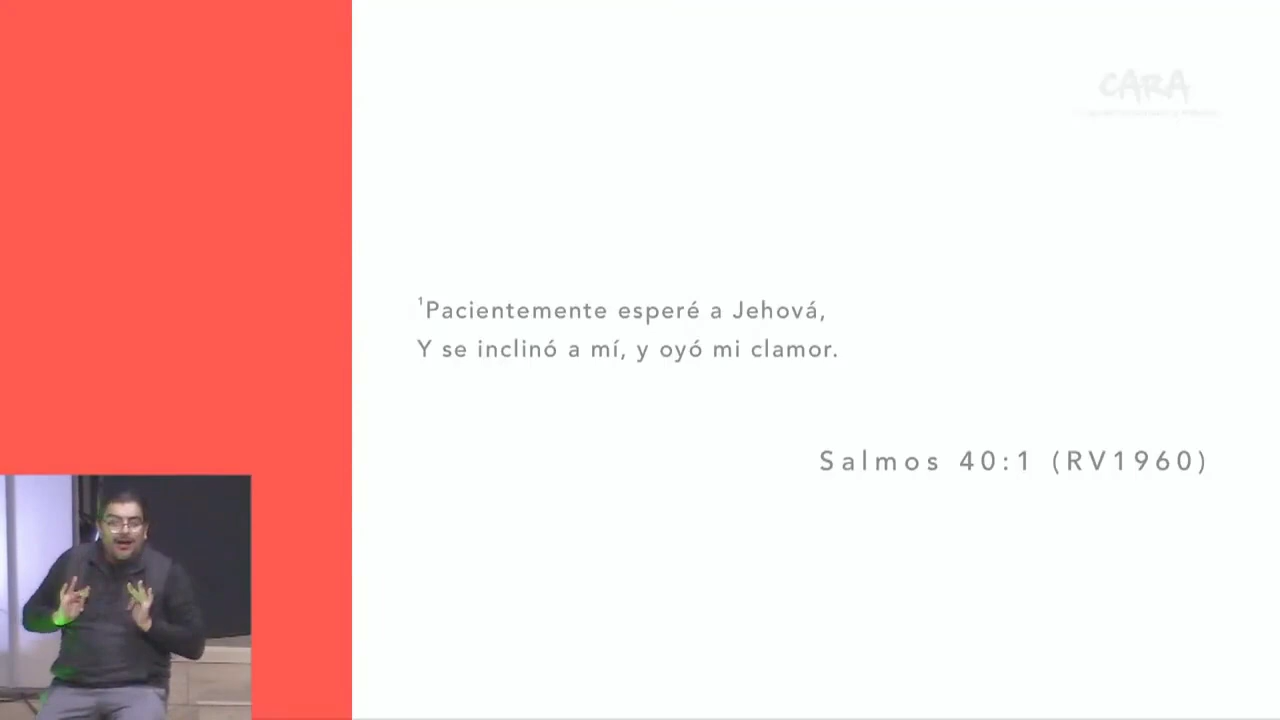 CARA
¹Pacientemente esperé a Jehová,
Y se inclinó a mí, y oyó mi clamor.
Salmos 40:1 (RV1960)